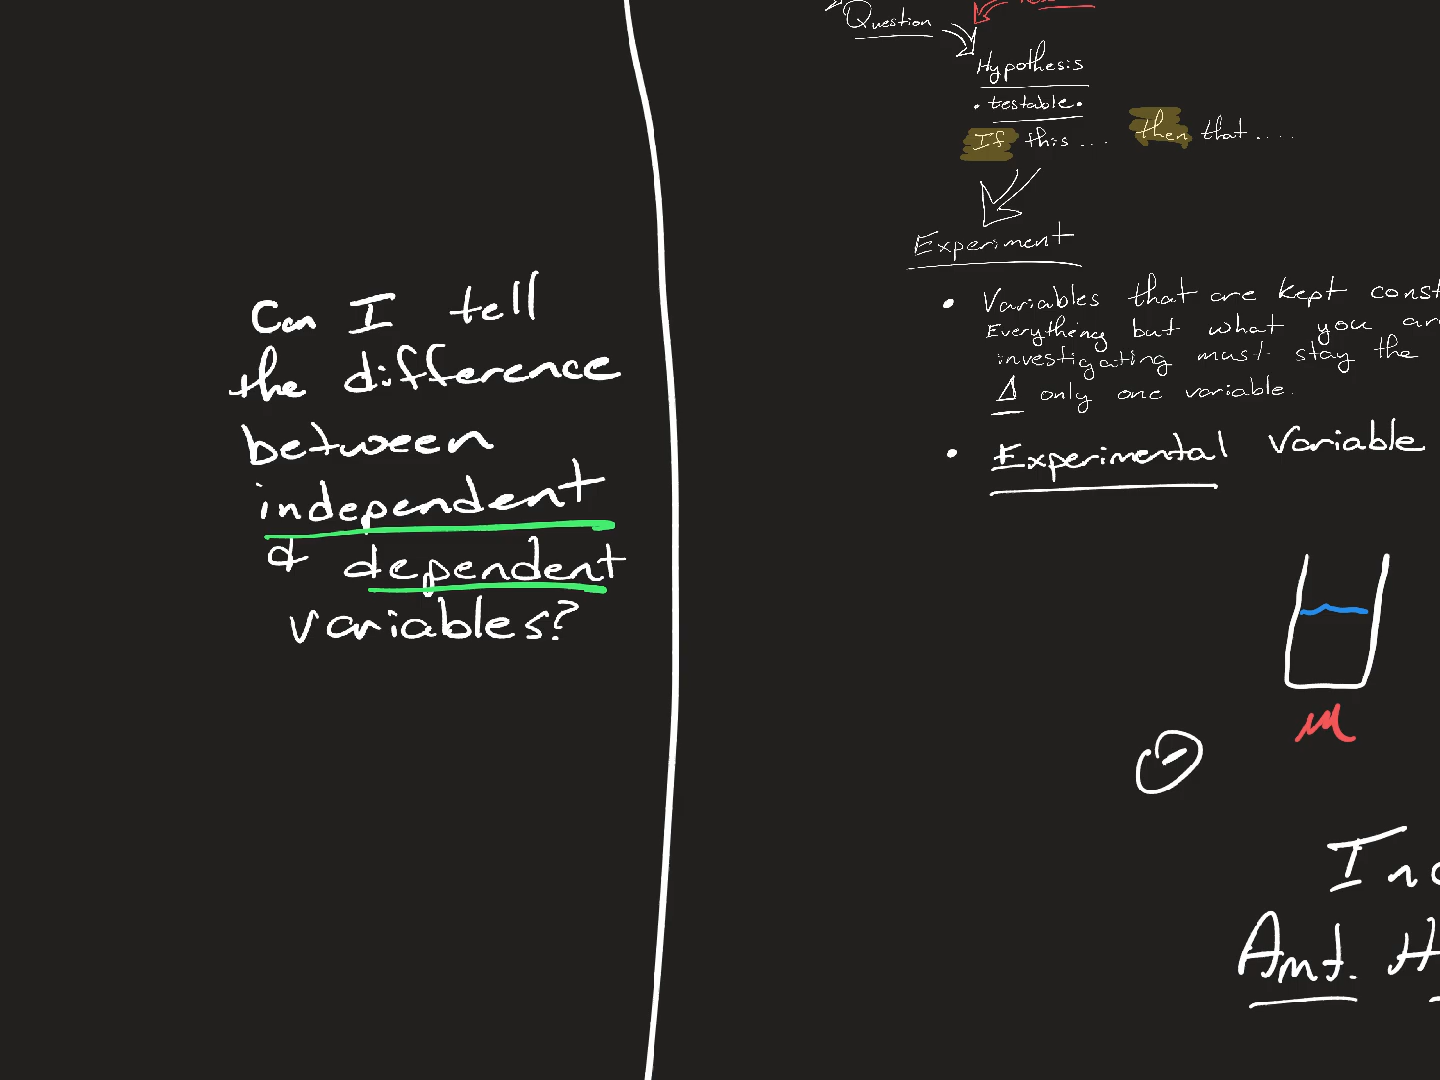 Can I tell
the difference
between
independent
& dependent
variables?
Question
Hypothesis
• testable •
If this ... then that ....
Experiment
• Variables that are kept const
Everything but what you are
investigating must stay the
Δ only one variable.
• Experimental Variable
In
Amt. H